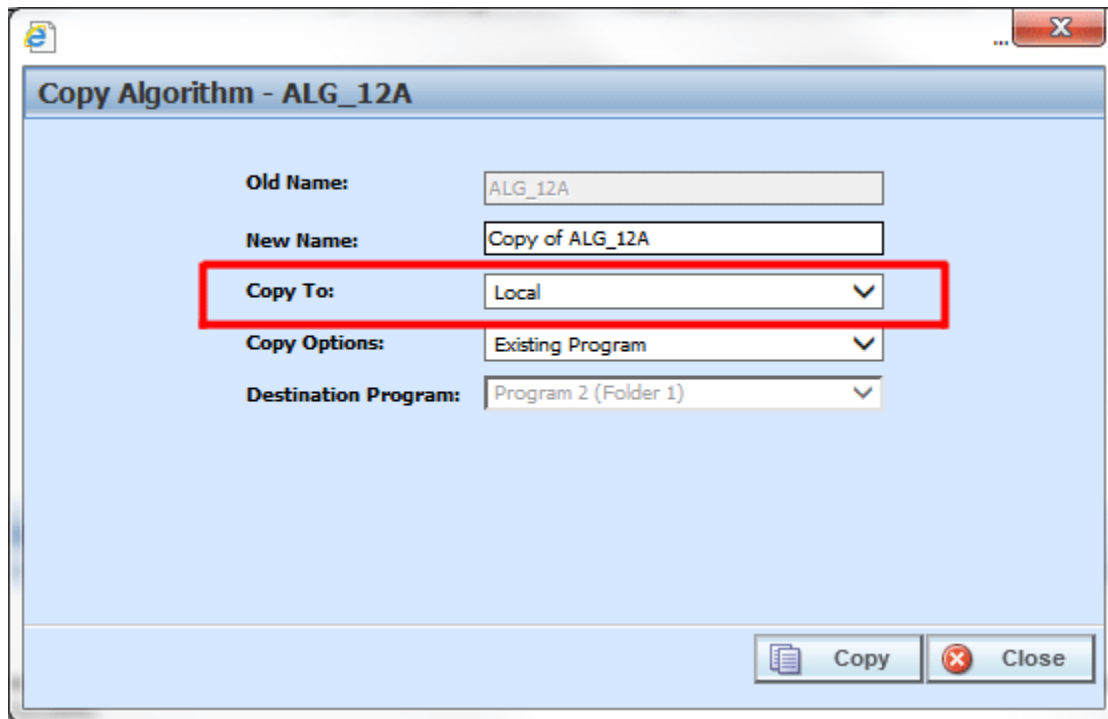 ...
Copy Algorithm - ALG_12A
Old Name: ALG_12A
New Name: Copy of ALG_12A
Copy To: Local
Copy Options: Existing Program
Destination Program: Program 2 (Folder 1)
Copy Close